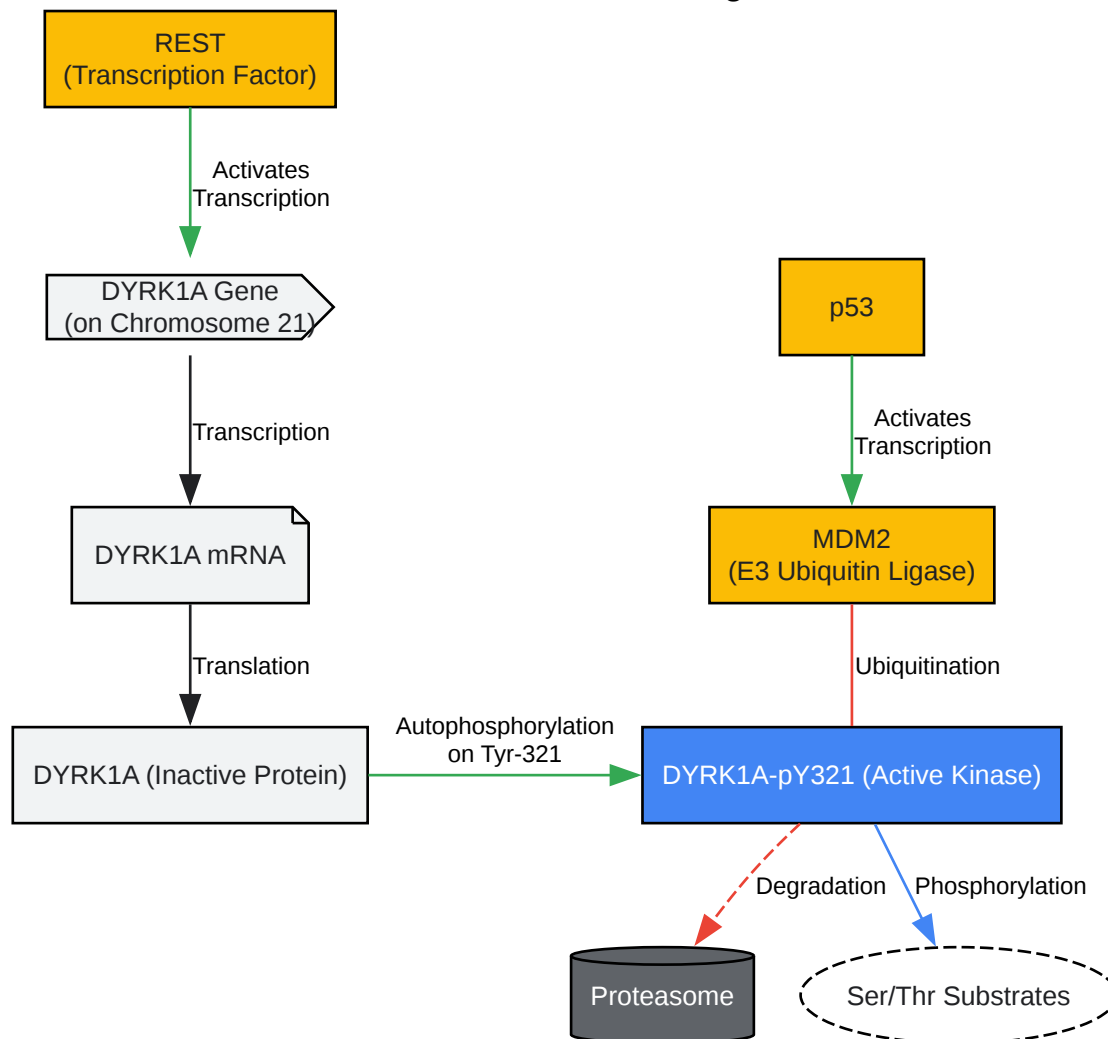 REST
(Transcription Factor)
Activates
Transcription
DYRK1A Gene
(on Chromosome 21)
p53
Transcription
Activates
Transcription
DYRK1A mRNA
MDM2
(E3 Ubiquitin Ligase)
Translation
Ubiquitination
DYRK1A (Inactive Protein)
Autophosphorylation
on Tyr-321
DYRK1A-pY321 (Active Kinase)
Degradation
Phosphorylation
Proteasome
Ser/Thr Substrates